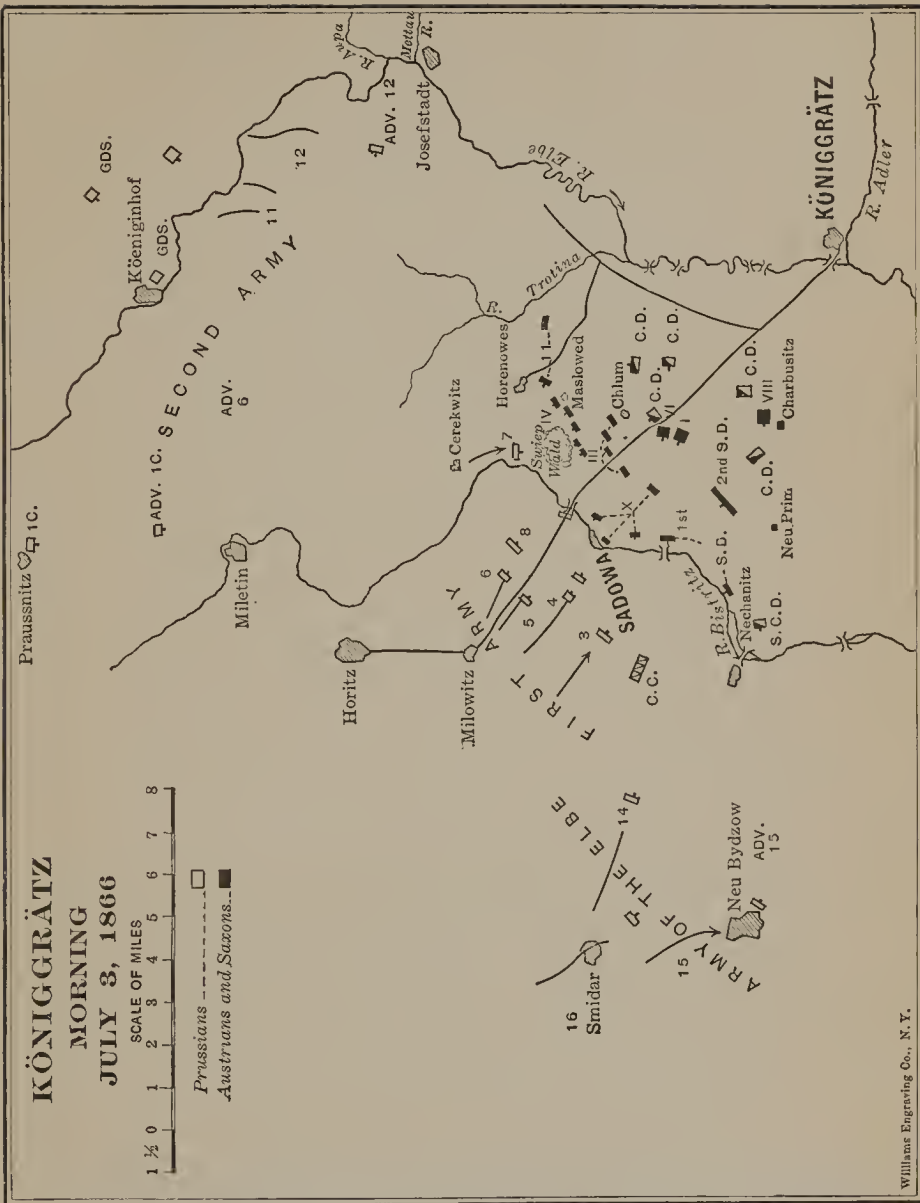 KÖNIGGRÄTZ
MORNING
JULY 3, 1866
SCALE OF MILES
1 ½ 0 1 2 3 4 5 6 7 8
Prussians
Austrians and Saxons
Praussnitz
1C.
ADV. 1C.
SECOND ARMY
ADV.
6
Köeniginhof
GDS.
GDS.
11
12
R. Aupa
Mettau
R.
ADV. 12
Josefstadt
R. Elbe
Miletin
Horitz
Milowitz
Cerekwitz
7
Horenowes
R. Trotina
11
IV
Maslowed
Swiep
Wald
III
Chlum
C.D.
C.D.
C.D.
VI
I
KÖNIGGRÄTZ
R. Adler
FIRST ARMY
6
8
5
4
3
SADOWA
X
1st
C.C.
2nd S.D.
C.D.
VIII
Charbusitz
C.D.
Neu Prim
S.D.
R. Bistritz
Nechanitz
S.C.D.
ARMY OF THE ELBE
14
16
Smidar
15
Neu Bydzow
ADV.
15
Williams Engraving Co., N.Y.